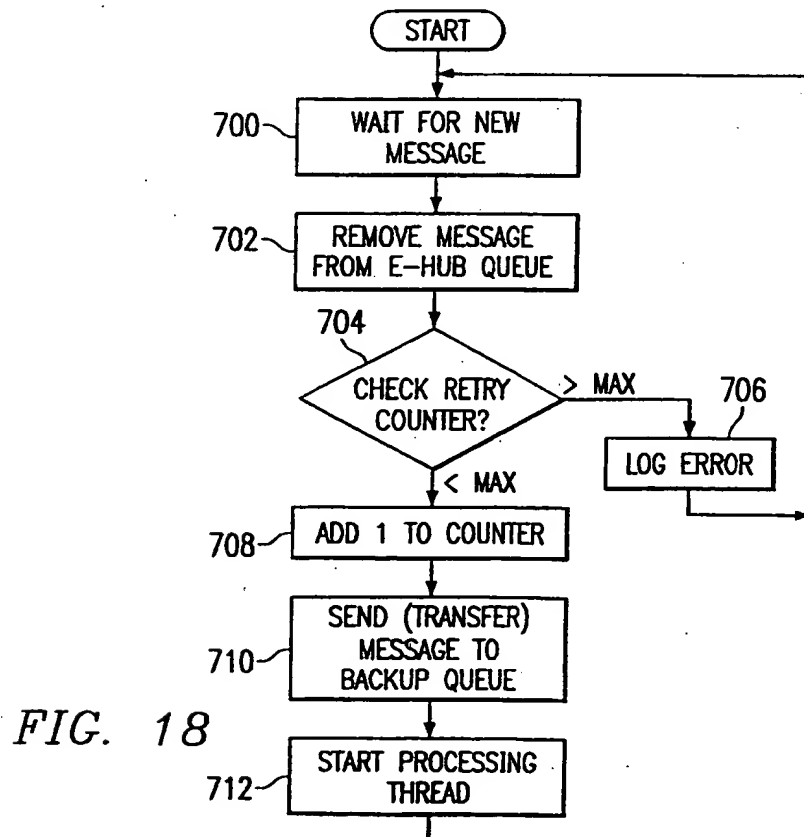 START
700
WAIT FOR NEW
MESSAGE
702
REMOVE MESSAGE
FROM E-HUB QUEUE
704
CHECK RETRY
COUNTER?
> MAX
706
LOG ERROR
< MAX
708
ADD 1 TO COUNTER
710
SEND (TRANSFER)
MESSAGE TO
BACKUP QUEUE
FIG. 18
712
START PROCESSING
THREAD